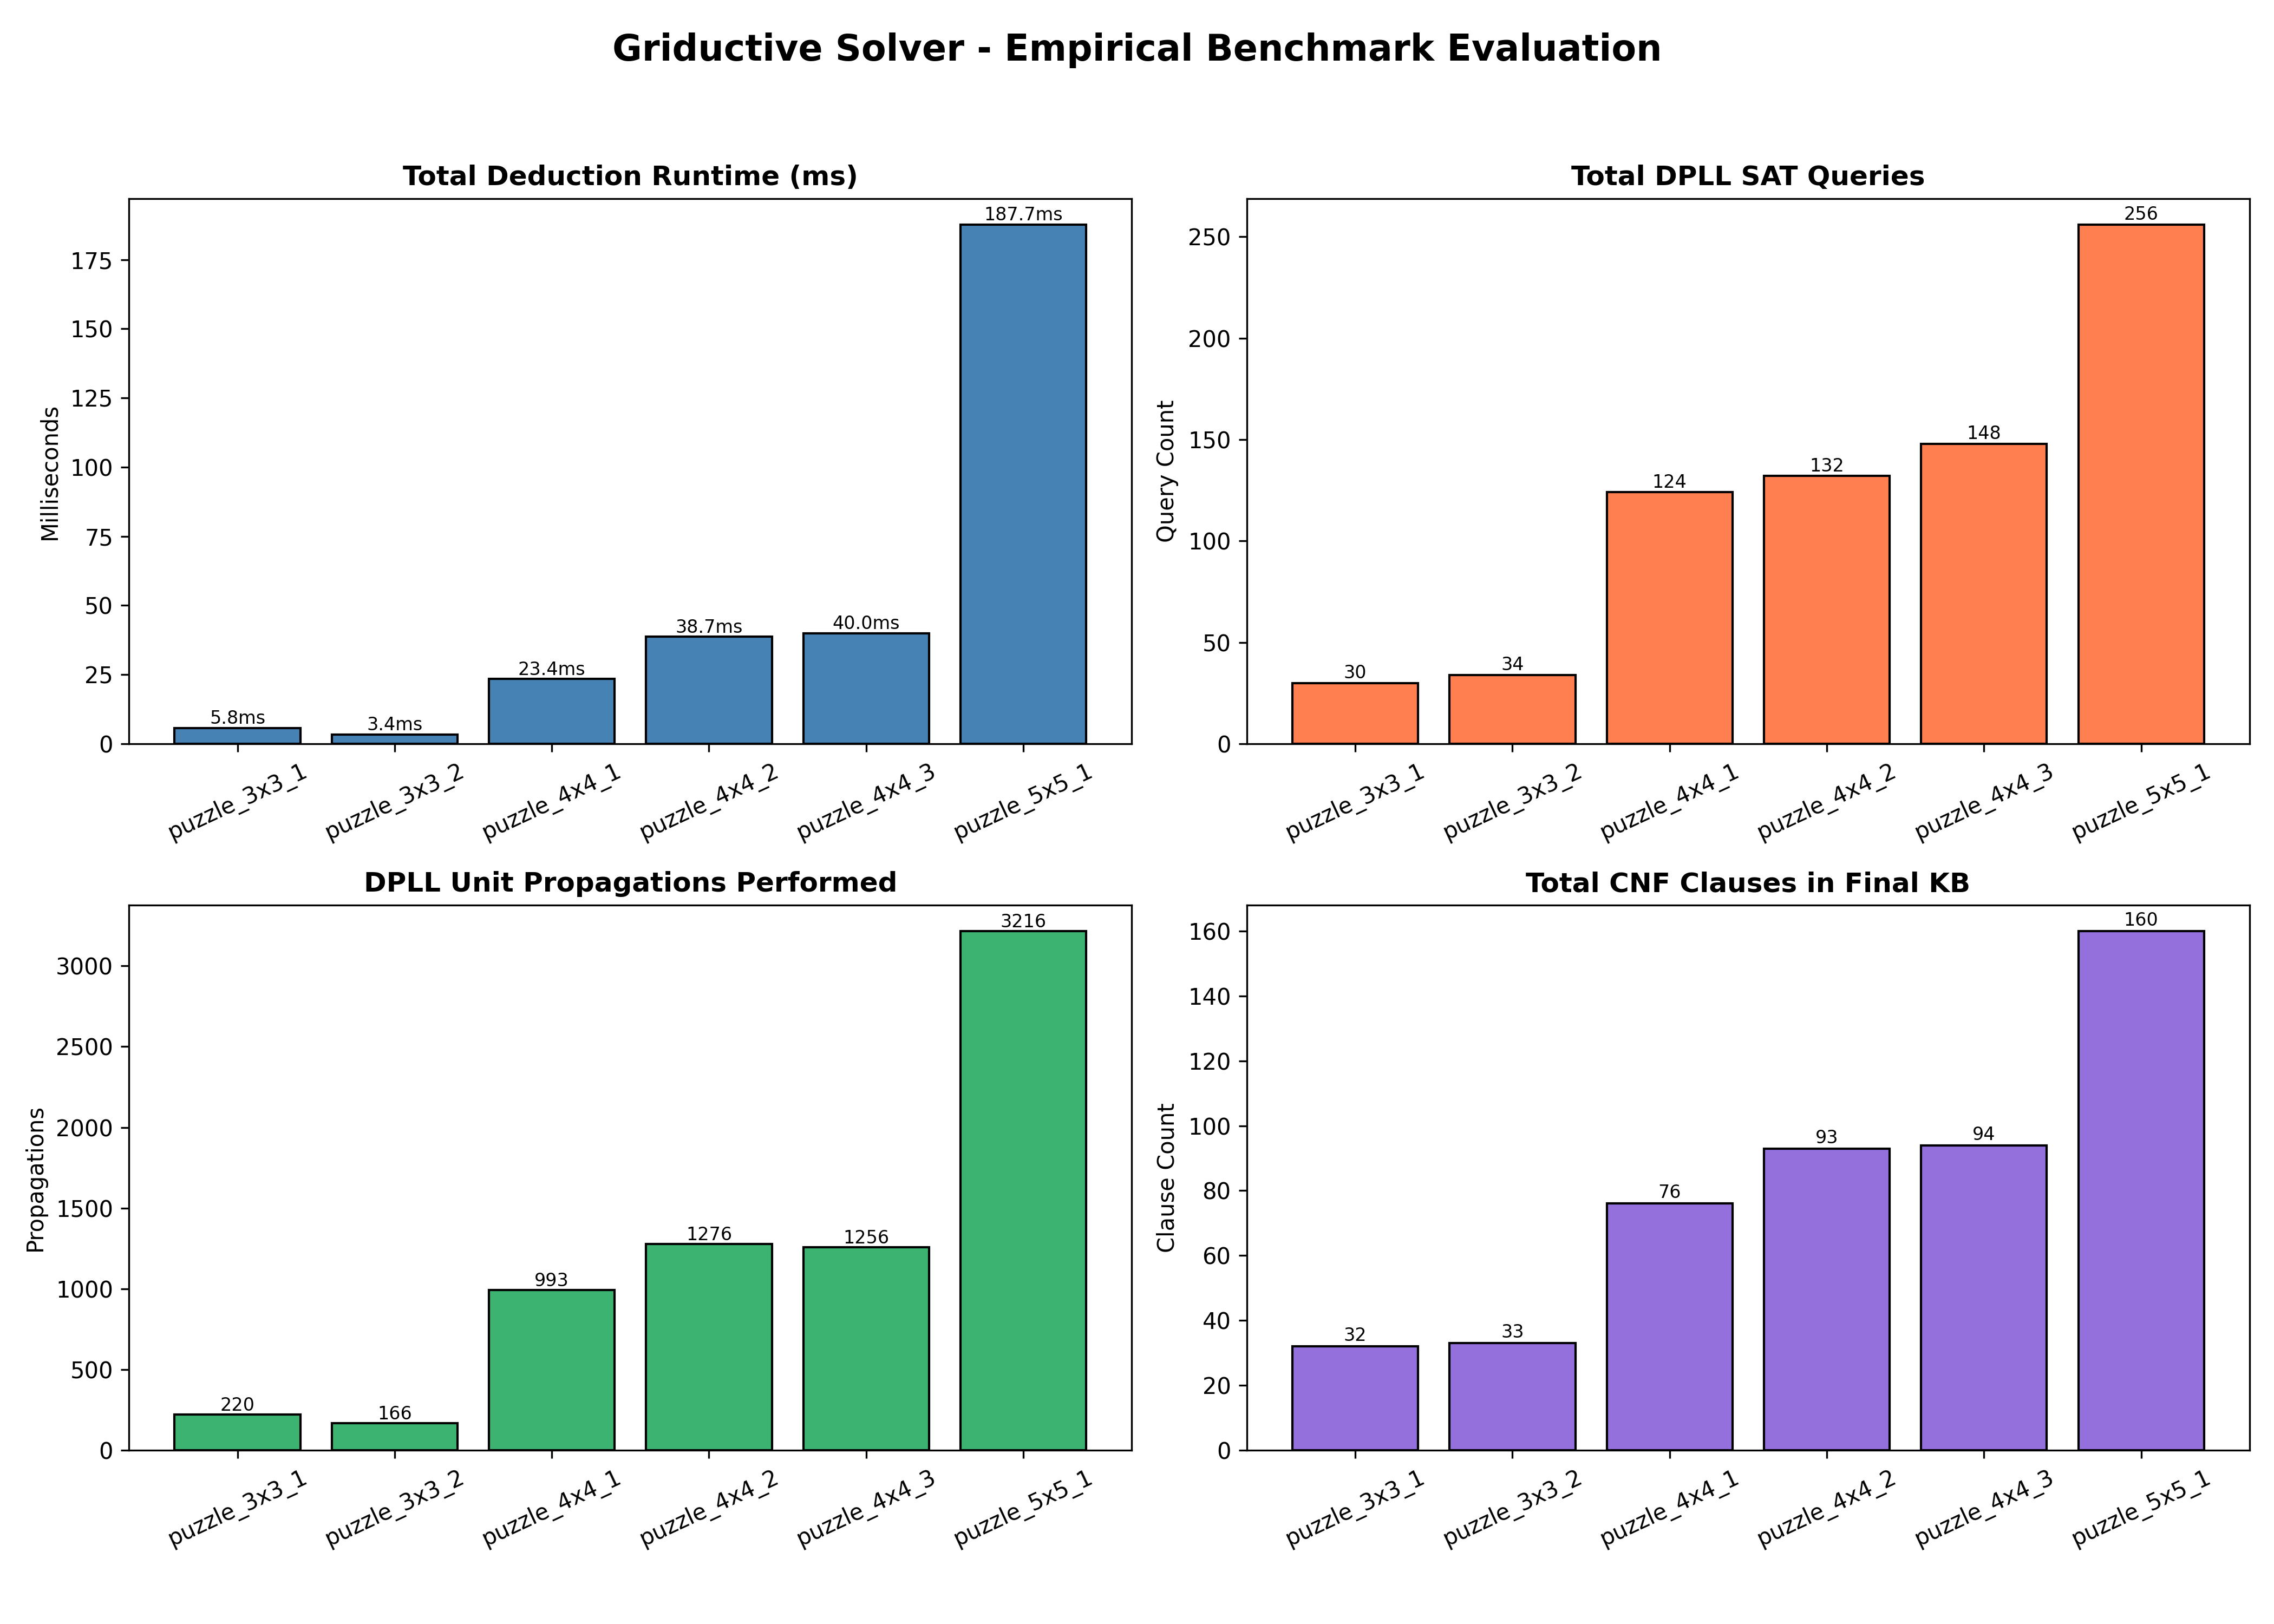 Griductive Solver - Empirical Benchmark Evaluation
Total Deduction Runtime (ms)
Milliseconds
175
150
125
100
75
50
25
0
5.8ms
3.4ms
23.4ms
38.7ms
40.0ms
187.7ms
puzzle_3x3_1
puzzle_3x3_2
puzzle_4x4_1
puzzle_4x4_2
puzzle_4x4_3
puzzle_5x5_1
Total DPLL SAT Queries
Query Count
250
200
150
100
50
0
30
34
124
132
148
256
puzzle_3x3_1
puzzle_3x3_2
puzzle_4x4_1
puzzle_4x4_2
puzzle_4x4_3
puzzle_5x5_1
DPLL Unit Propagations Performed
Propagations
3000
2500
2000
1500
1000
500
0
220
166
993
1276
1256
3216
puzzle_3x3_1
puzzle_3x3_2
puzzle_4x4_1
puzzle_4x4_2
puzzle_4x4_3
puzzle_5x5_1
Total CNF Clauses in Final KB
Clause Count
160
140
120
100
80
60
40
20
0
32
33
76
93
94
160
puzzle_3x3_1
puzzle_3x3_2
puzzle_4x4_1
puzzle_4x4_2
puzzle_4x4_3
puzzle_5x5_1